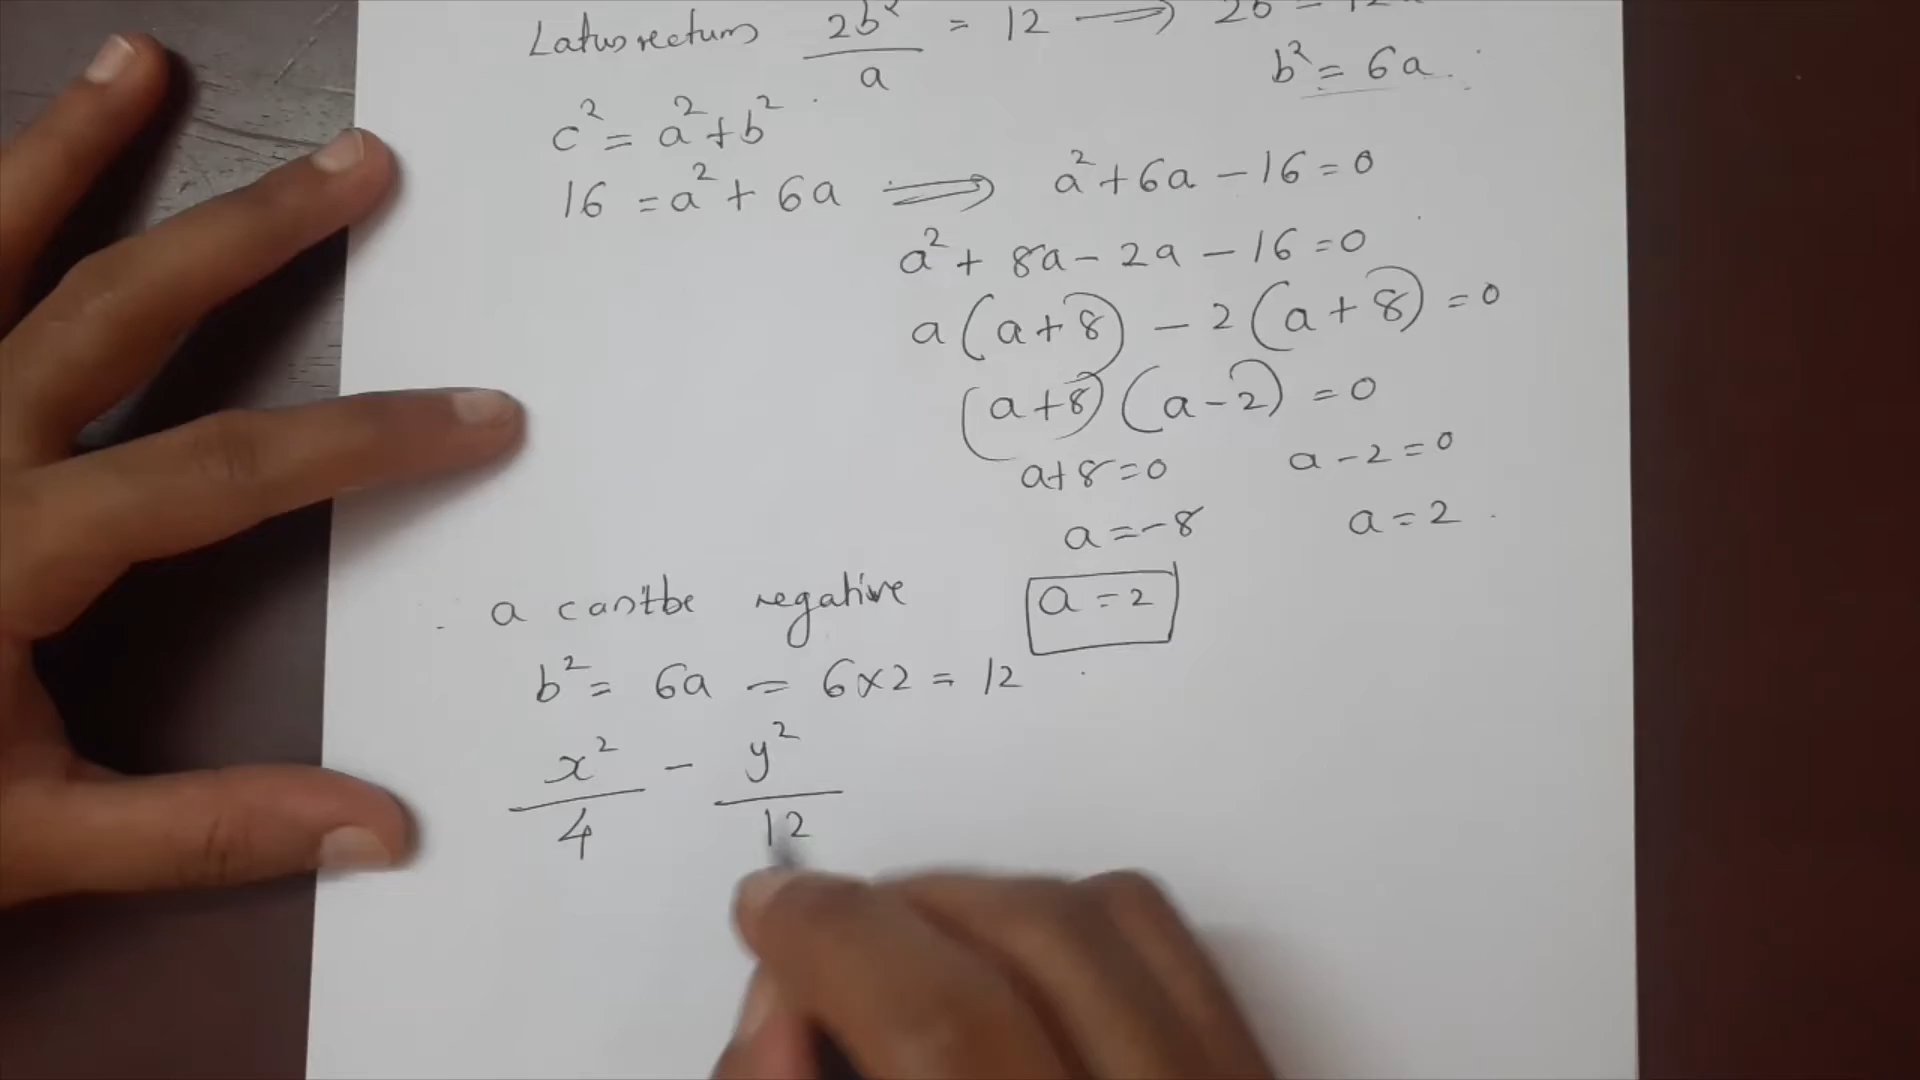 Latus rectum 2b²/a = 12 ⟶
b² = 6a.
c² = a² + b²
16 = a² + 6a ⟹ a² + 6a - 16 = 0
a² + 8a - 2a - 16 = 0
a(a+8) - 2(a+8) = 0
(a+8)(a-2) = 0
a+8=0 a-2=0
a=-8 a=2
a can't be negative a=2
b² = 6a = 6×2 = 12
x²/4 - y²/12